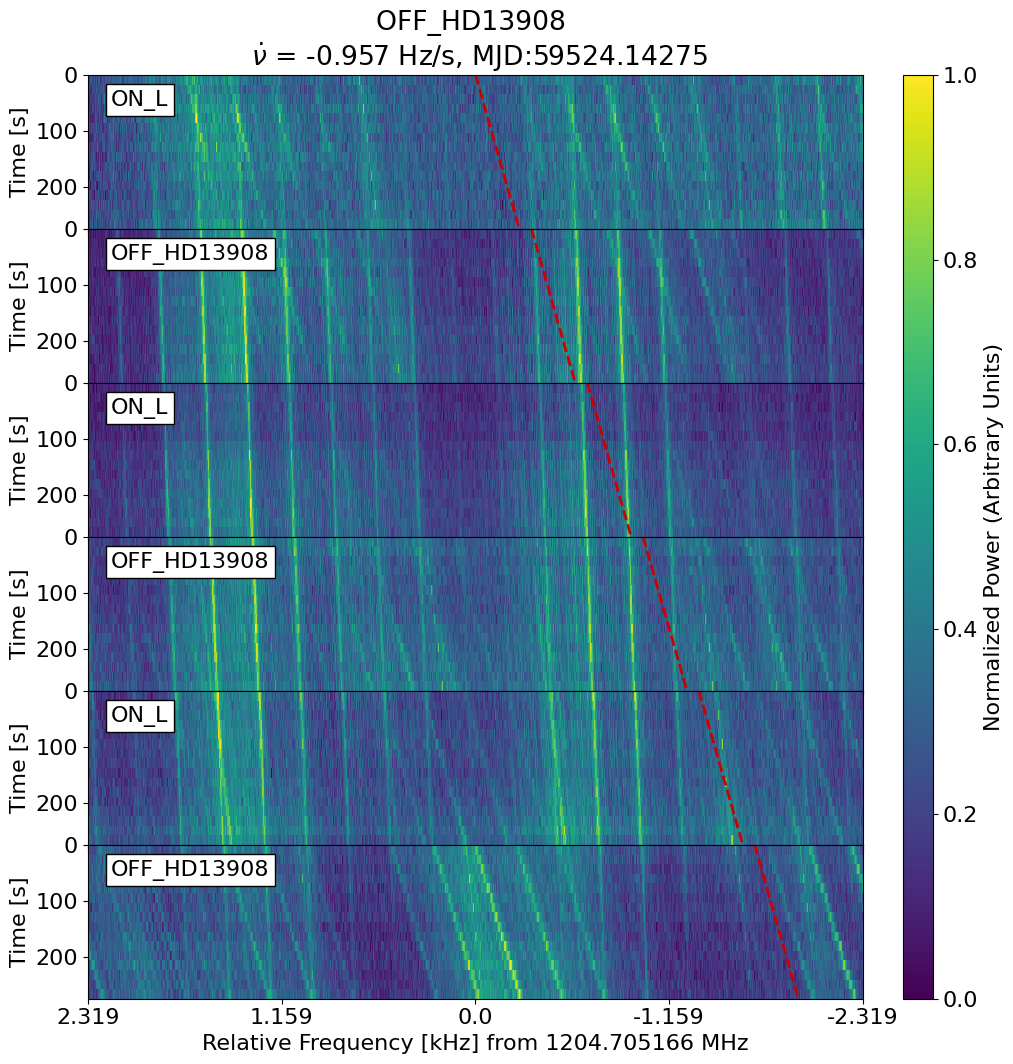 OFF_HD13908
ν̇ = -0.957 Hz/s, MJD:59524.14275
0
100
200
Time [s]
ON_L
0
100
200
Time [s]
OFF_HD13908
0
100
200
Time [s]
ON_L
0
100
200
Time [s]
OFF_HD13908
0
100
200
Time [s]
ON_L
0
100
200
Time [s]
OFF_HD13908
2.319 1.159 0.0 -1.159 -2.319
Relative Frequency [kHz] from 1204.705166 MHz
1.0
0.8
0.6
0.4
0.2
0.0
Normalized Power (Arbitrary Units)